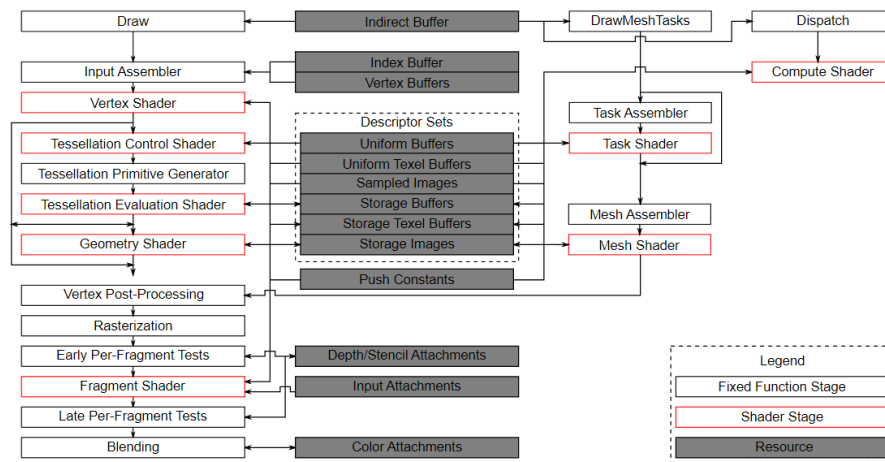 Draw
Indirect Buffer
DrawMeshTasks
Dispatch
Input Assembler
Index Buffer
Vertex Buffers
Compute Shader
Vertex Shader
Descriptor Sets
Task Assembler
Tessellation Control Shader
Uniform Buffers
Task Shader
Tessellation Primitive Generator
Uniform Texel Buffers
Sampled Images
Tessellation Evaluation Shader
Storage Buffers
Mesh Assembler
Storage Texel Buffers
Geometry Shader
Storage Images
Mesh Shader
Push Constants
Vertex Post-Processing
Rasterization
Early Per-Fragment Tests
Depth/Stencil Attachments
Legend
Fragment Shader
Input Attachments
Fixed Function Stage
Late Per-Fragment Tests
Shader Stage
Blending
Color Attachments
Resource